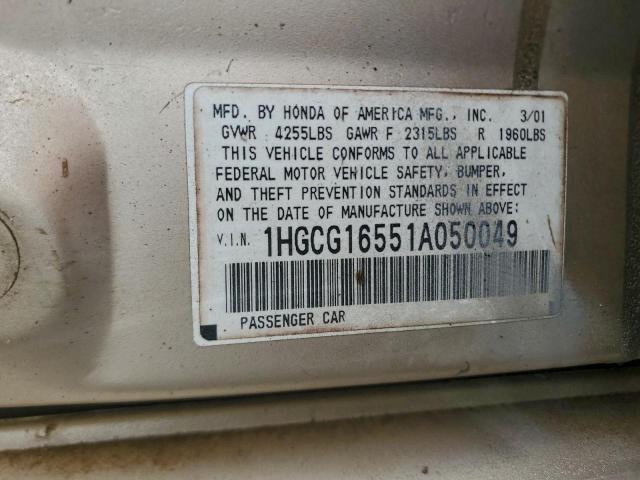 MFD. BY HONDA OF AMERICA MFG., INC. 3/01
GVWR 4255LBS GAWR F 2315LBS R 1960LBS
THIS VEHICLE CONFORMS TO ALL APPLICABLE
FEDERAL MOTOR VEHICLE SAFETY, BUMPER,
AND THEFT PREVENTION STANDARDS IN EFFECT
ON THE DATE OF MANUFACTURE SHOWN ABOVE:
V.I.N. 1HGCG16551A050049
PASSENGER CAR